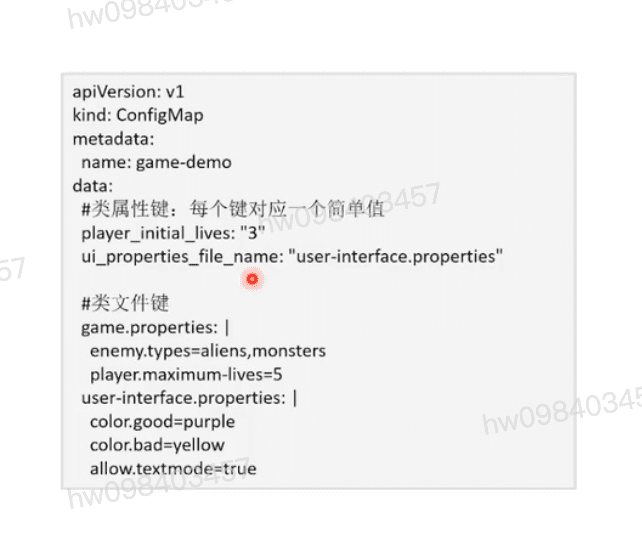 hw098403457
apiVersion: v1
kind: ConfigMap
metadata:
  name: game-demo
data:
  #类属性键：每个键对应一个简单值
  player_initial_lives: "3"
hw098403457
  ui_properties_file_name: "user-interface.properties"
57
  #类文件键
  game.properties: |
    enemy.types=aliens,monsters
    player.maximum-lives=5
  user-interface.properties: |
    color.good=purple
hw09840345
    color.bad=yellow
    allow.textmode=true
hw098403457